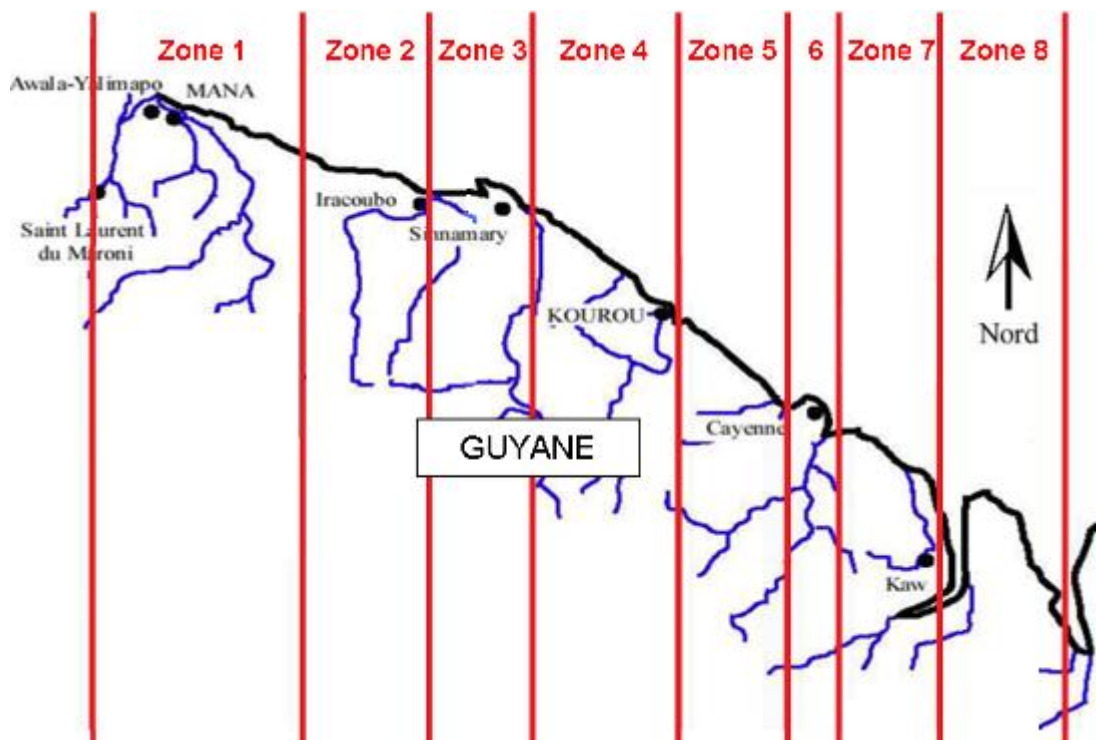 Zone 1
Zone 2
Zone 3
Zone 4
Zone 5
6
Zone 7
Zone 8
Awala-Yalimapo
MANA
Iracoubo
Saint Laurent
du Maroni
Sinnamary
KOUROU
Nord
Cayenne
GUYANE
Kaw